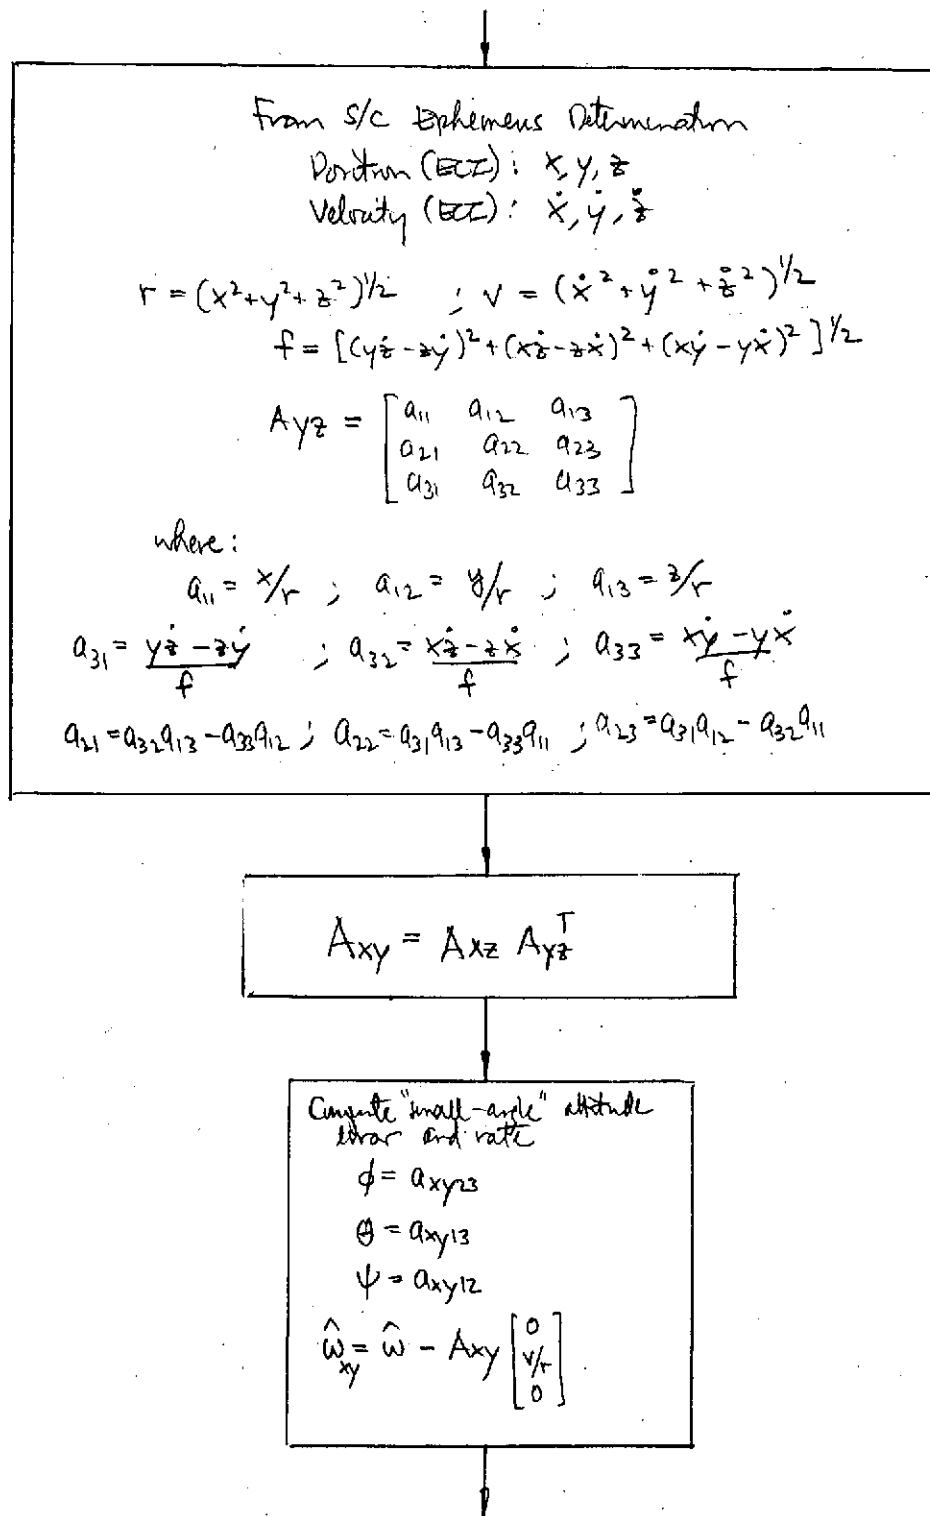 From S/C Ephemeris Determination
Position (ECI): x, y, z
Velocity (ECI): ẋ, ẏ, ż
r = (x²+y²+z²)^1/2 ; v = (ẋ²+ẏ²+ż²)^1/2
f = [(yż-zẏ)²+(xż-zẋ)²+(xẏ-yẋ)²]^1/2
Ayz = [a11 a12 a13
a21 a22 a23
a31 a32 a33]
where:
a11 = x/r ; a12 = y/r ; a13 = z/r
a31 = (yż-zẏ)/f ; a32 = (xż-zẋ)/f ; a33 = (xẏ-yẋ)/f
a21 = a32a13-a33a12 ; a22 = a31a13-a33a11 ; a23 = a31a12-a32a11
Axy = Axz Ayz^T
Compute "small-angle" attitude
error and rate
ϕ = axy23
θ = axy13
ψ = axy12
ω̂xy = ω̂ - Axy [0
v/r
0]